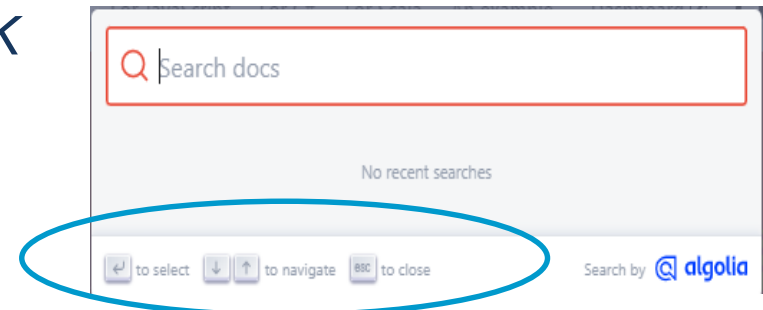 Search docs
No recent searches
to select to navigate esc to close Search by algolia